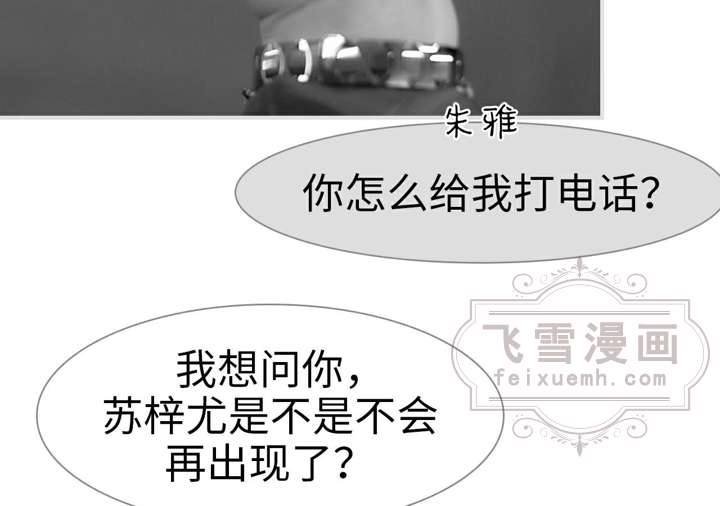 朱雅
你怎么给我打电话？
飞雪漫画
feixuemh.com
我想问你，
苏梓尤是不是不会
再出现了？